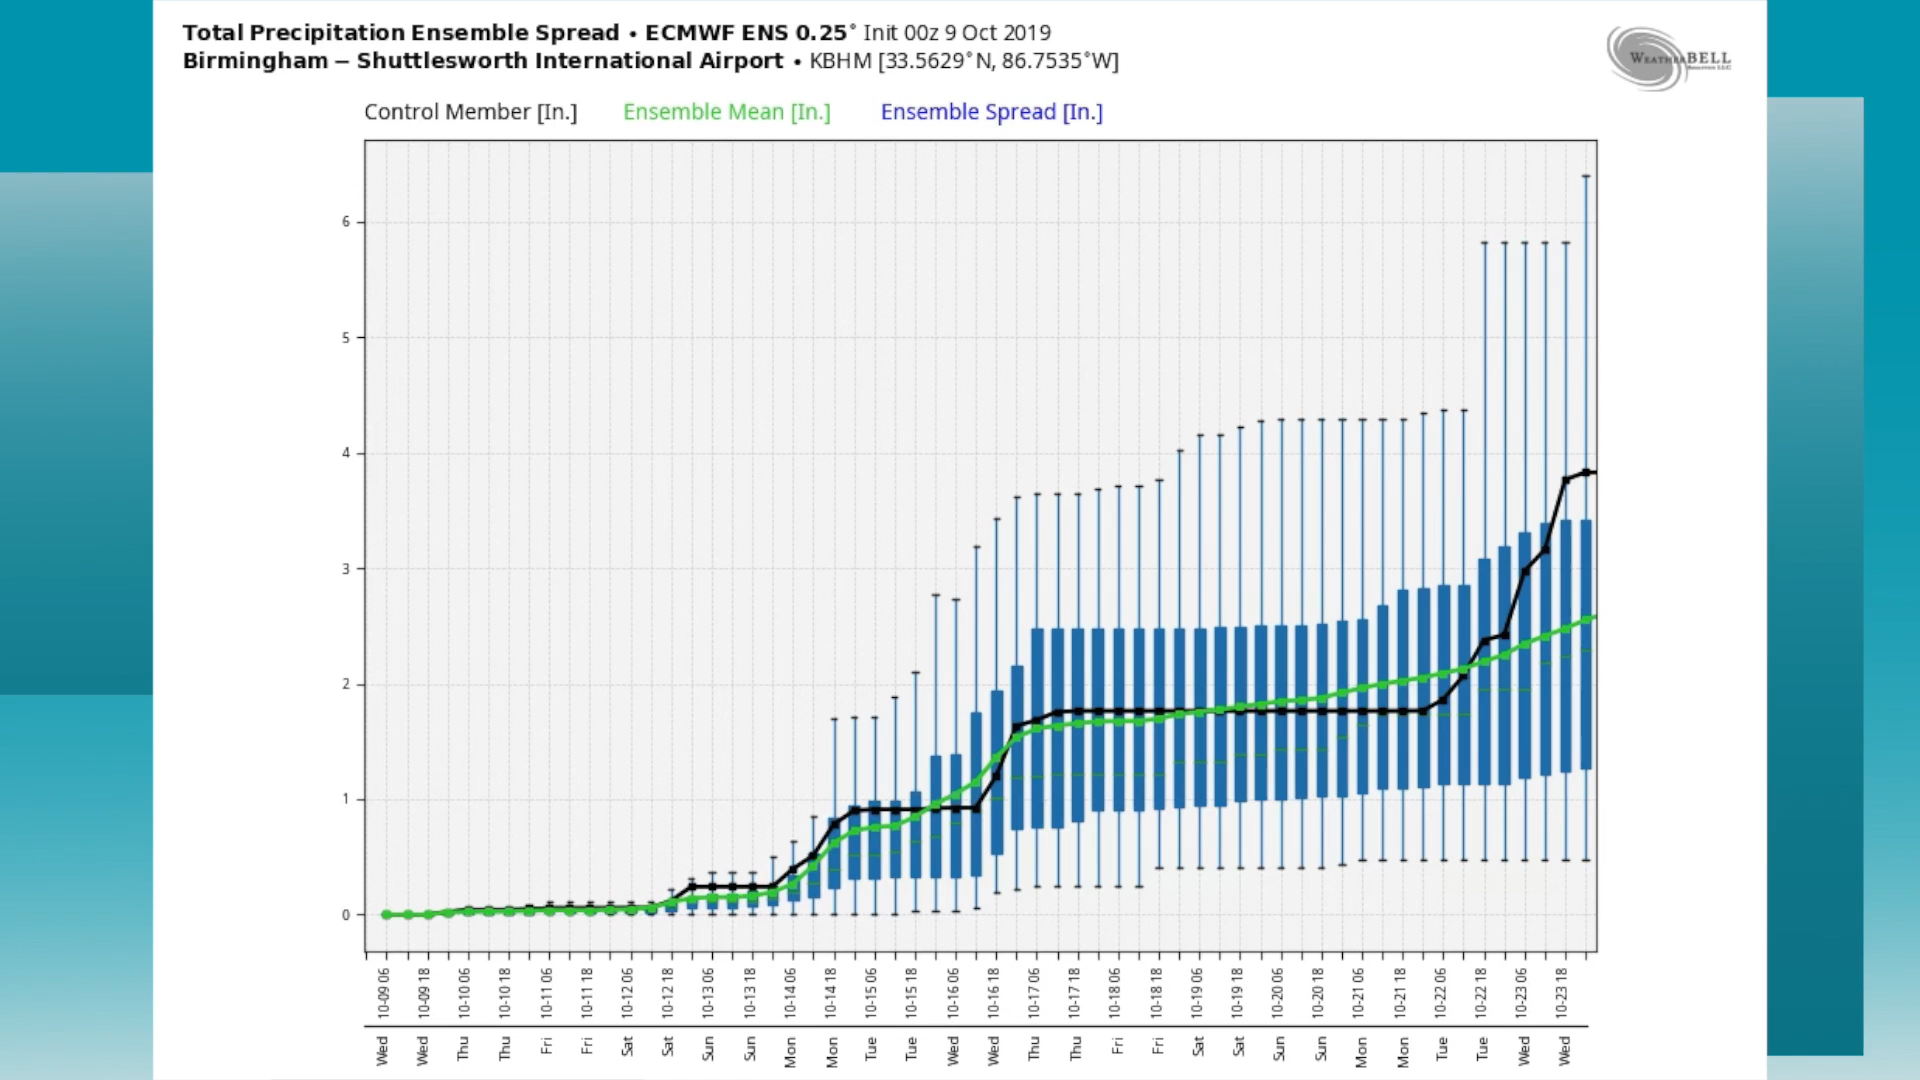 Total Precipitation Ensemble Spread • ECMWF ENS 0.25° Init 00z 9 Oct 2019
Birmingham – Shuttlesworth International Airport • KBHM [33.5629°N, 86.7535°W]
WEATHERBELL
Control Member [In.] Ensemble Mean [In.] Ensemble Spread [In.]
6
5
4
3
2
1
0
10-09 06 10-09 18 10-10 06 10-10 18 10-11 06 10-11 18 10-12 06 10-12 18 10-13 06 10-13 18 10-14 06 10-14 18 10-15 06 10-15 18 10-16 06 10-16 18 10-17 06 10-17 18 10-18 06 10-18 18 10-19 06 10-19 18 10-20 06 10-20 18 10-21 06 10-21 18 10-22 06 10-22 18 10-23 06 10-23 18
Wed Wed Thu Thu Fri Fri Sat Sat Sun Sun Mon Mon Tue Tue Wed Wed Thu Thu Fri Fri Sat Sat Sun Sun Mon Mon Tue Tue Wed Wed